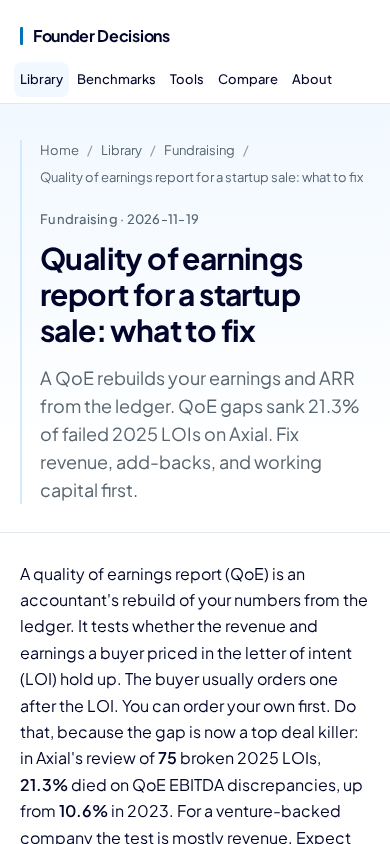 Founder Decisions
Library Benchmarks Tools Compare About
Home / Library / Fundraising /
Quality of earnings report for a startup sale: what to fix
Fundraising · 2026-11-19
Quality of earnings
report for a startup
sale: what to fix
A QoE rebuilds your earnings and ARR
from the ledger. QoE gaps sank 21.3%
of failed 2025 LOIs on Axial. Fix
revenue, add-backs, and working
capital first.
A quality of earnings report (QoE) is an
accountant's rebuild of your numbers from the
ledger. It tests whether the revenue and
earnings a buyer priced in the letter of intent
(LOI) hold up. The buyer usually orders one
after the LOI. You can order your own first. Do
that, because the gap is now a top deal killer:
in Axial's review of 75 broken 2025 LOIs,
21.3% died on QoE EBITDA discrepancies, up
from 10.6% in 2023. For a venture-backed
company the test is mostly revenue. Expect